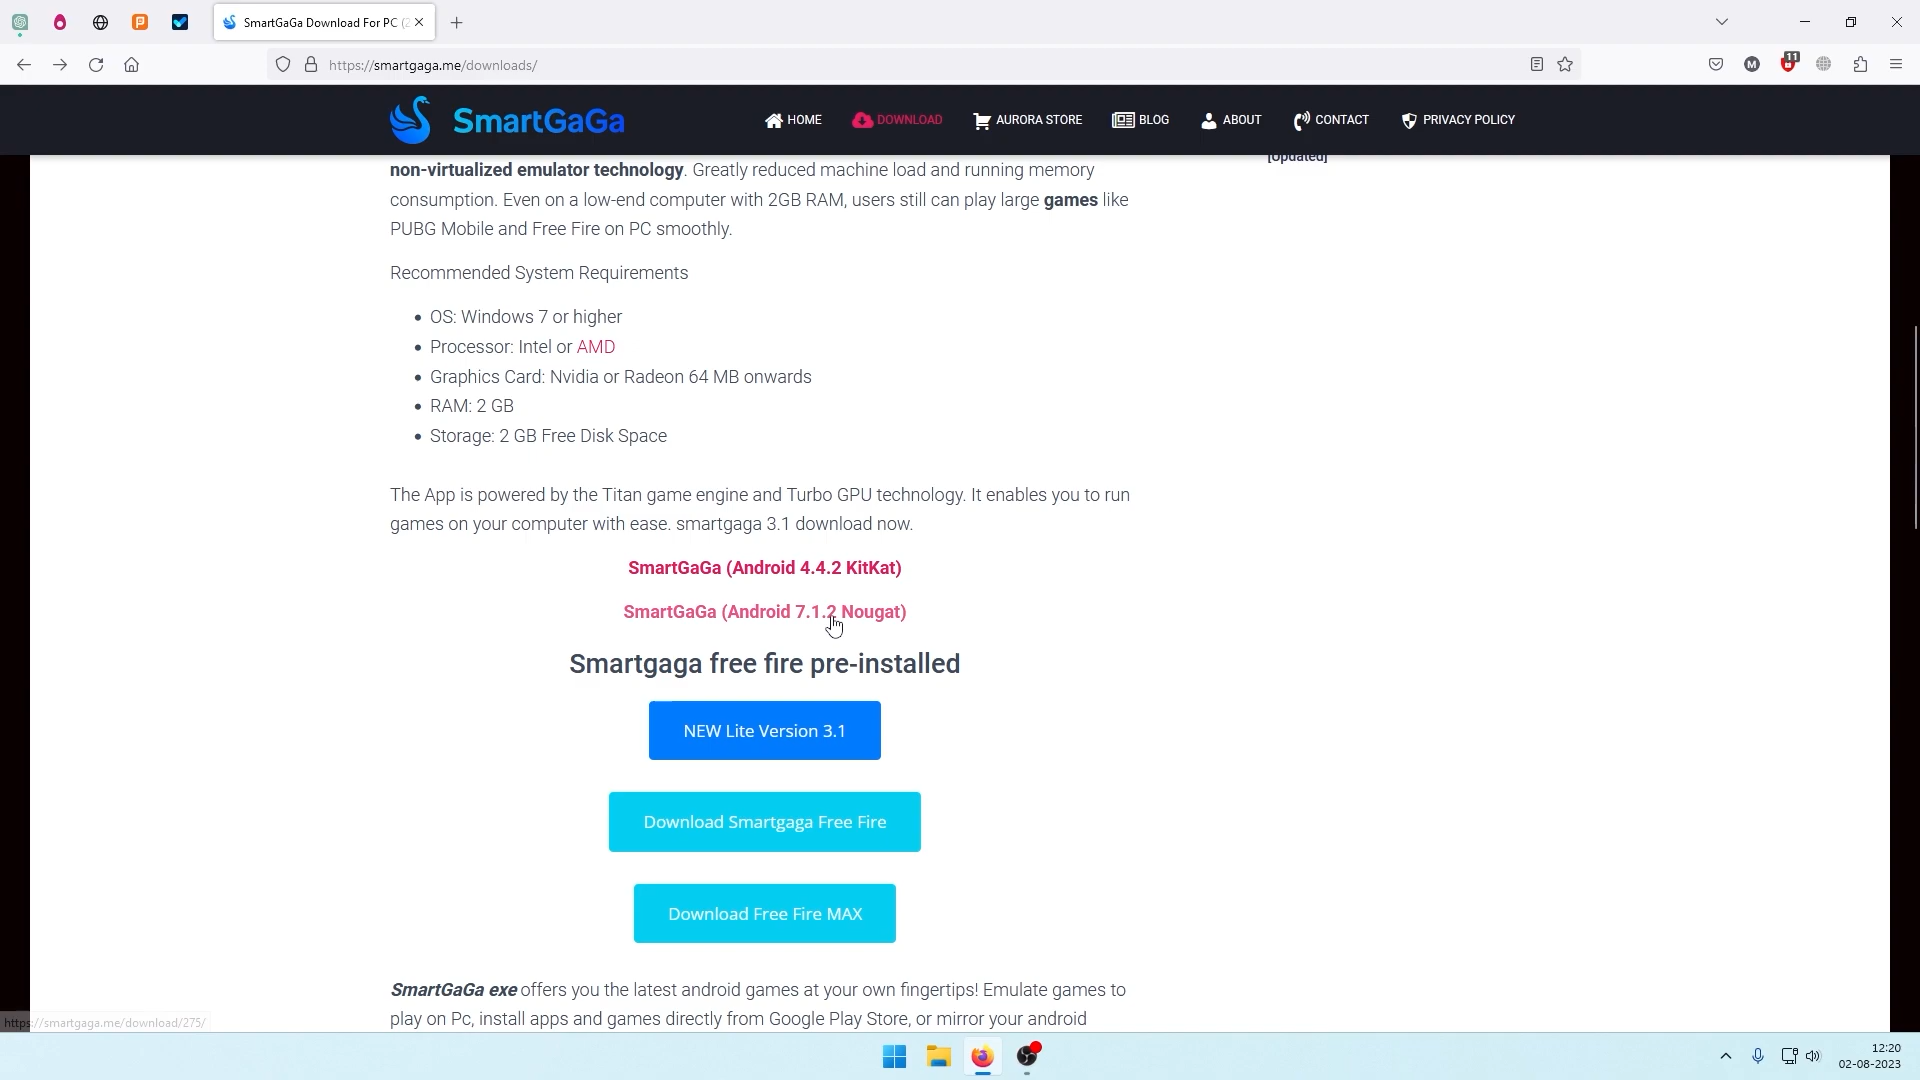 SmartGaGa Download For PC (2
https://smartgaga.me/downloads/
11
M
SmartGaGa
HOME
DOWNLOAD
AURORA STORE
BLOG
ABOUT
CONTACT
PRIVACY POLICY
[Updated]
non-virtualized emulator technology. Greatly reduced machine load and running memory
consumption. Even on a low-end computer with 2GB RAM, users still can play large games like
PUBG Mobile and Free Fire on PC smoothly.
Recommended System Requirements
• OS: Windows 7 or higher
• Processor: Intel or AMD
• Graphics Card: Nvidia or Radeon 64 MB onwards
• RAM: 2 GB
• Storage: 2 GB Free Disk Space
The App is powered by the Titan game engine and Turbo GPU technology. It enables you to run
games on your computer with ease. smartgaga 3.1 download now.
SmartGaGa (Android 4.4.2 KitKat)
SmartGaGa (Android 7.1.2 Nougat)
Smartgaga free fire pre-installed
NEW Lite Version 3.1
Download Smartgaga Free Fire
Download Free Fire MAX
SmartGaGa exe offers you the latest android games at your own fingertips! Emulate games to
play on Pc, install apps and games directly from Google Play Store, or mirror your android
https://smartgaga.me/download/275/
12:20
02-08-2023